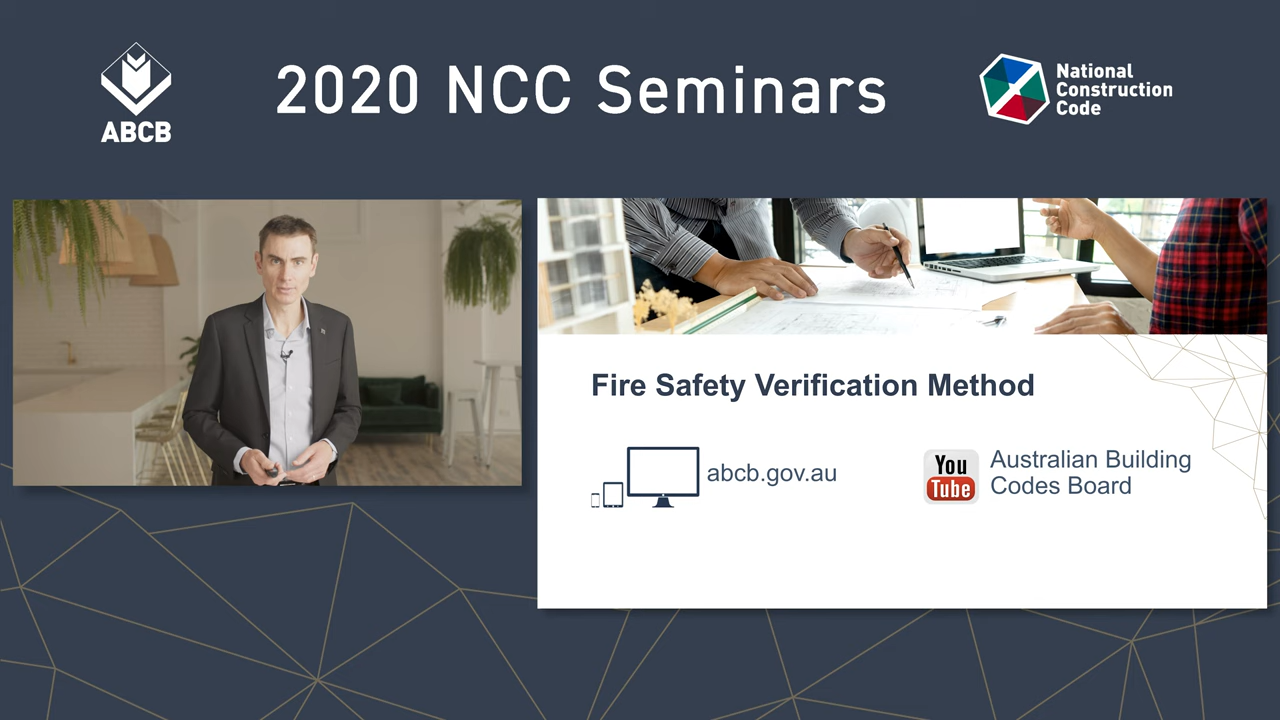 ABCB
2020 NCC Seminars
National
Construction
Code
Fire Safety Verification Method
abcb.gov.au
You
Tube
Australian Building
Codes Board